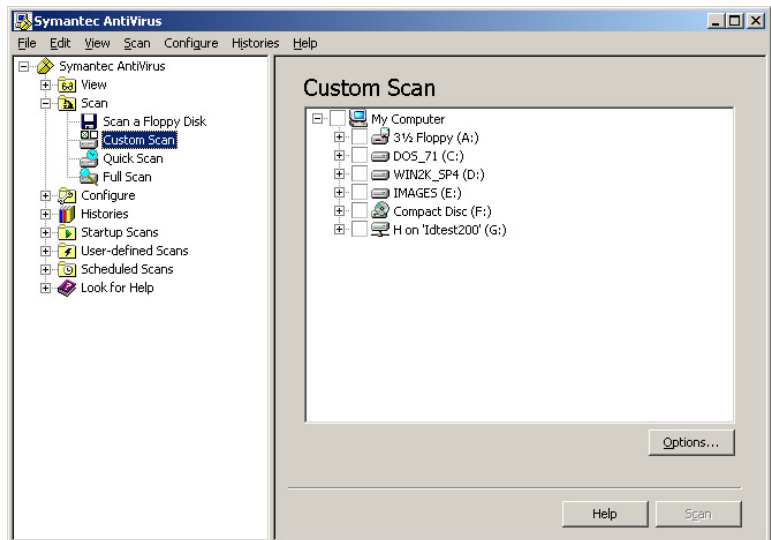 Symantec AntiVirus
File Edit View Scan Configure Histories Help
Symantec AntiVirus
View
Scan
Scan a Floppy Disk
Custom Scan
Quick Scan
Full Scan
Configure
Histories
Startup Scans
User-defined Scans
Scheduled Scans
Look for Help
Custom Scan
My Computer
3½ Floppy (A:)
DOS_71 (C:)
WIN2K_SP4 (D:)
IMAGES (E:)
Compact Disc (F:)
H on 'Idtest200' (G:)
Options...
Help Scan